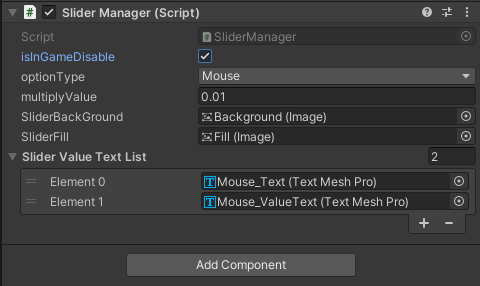 Slider Manager (Script)
Script SliderManager
isInGameDisable
optionType Mouse
multiplyValue 0.01
SliderBackGround Background (Image)
SliderFill Fill (Image)
Slider Value Text List 2
Element 0 Mouse_Text (Text Mesh Pro)
Element 1 Mouse_ValueText (Text Mesh Pro)
Add Component